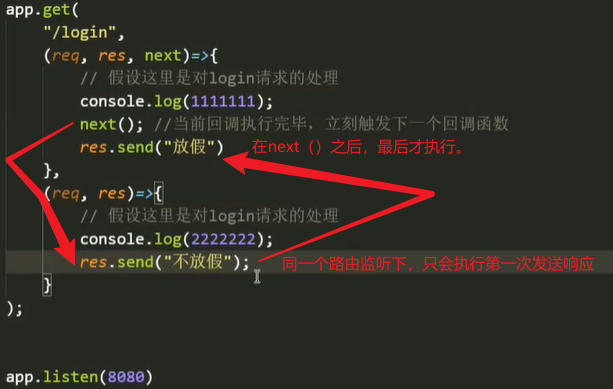 app.get(
"/login",
(req, res, next)=>{
// 假设这里是对login请求的处理
console.log(1111111);
next(); //当前回调执行完毕，立刻触发下一个回调函数
res.send("放假") 在next（）之后，最后才执行。
},
(req, res)=>{
// 假设这里是对login请求的处理
console.log(2222222);
res.send("不放假"); 同一个路由监听下，只会执行第一次发送响应
}
);
app.listen(8080)